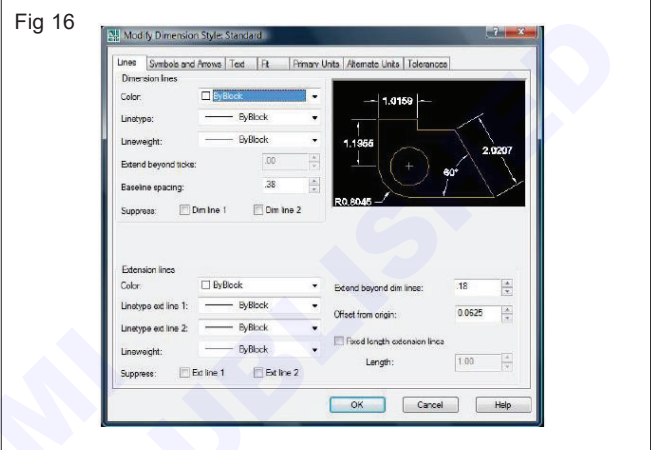 Fig 16
Modify Dimension Style: Standard
Lines Symbols and Arrows Text Fit Primary Units Alternate Units Tolerances
Dimension lines
Color: ByBlock
Linetype: ByBlock
Lineweight: ByBlock
Extend beyond ticks: .00
Baseline spacing: .38
Suppress: Dim line 1 Dim line 2
1.0159
1.1955
2.0207
60°
R0.8045
Extension lines
Color: ByBlock
Linetype ext line 1: ByBlock
Linetype ext line 2: ByBlock
Lineweight: ByBlock
Suppress: Ext line 1 Ext line 2
Extend beyond dim lines: .18
Offset from origin: 0.0625
Fixed length extension lines
Length: 1.00
OK Cancel Help